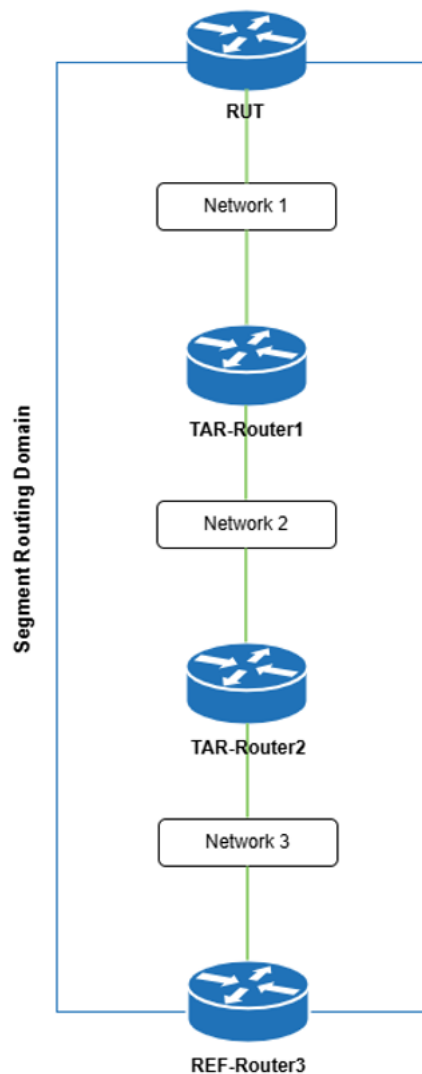 RUT
Network 1
TAR-Router1
Segment Routing Domain
Network 2
TAR-Router2
Network 3
REF-Router3